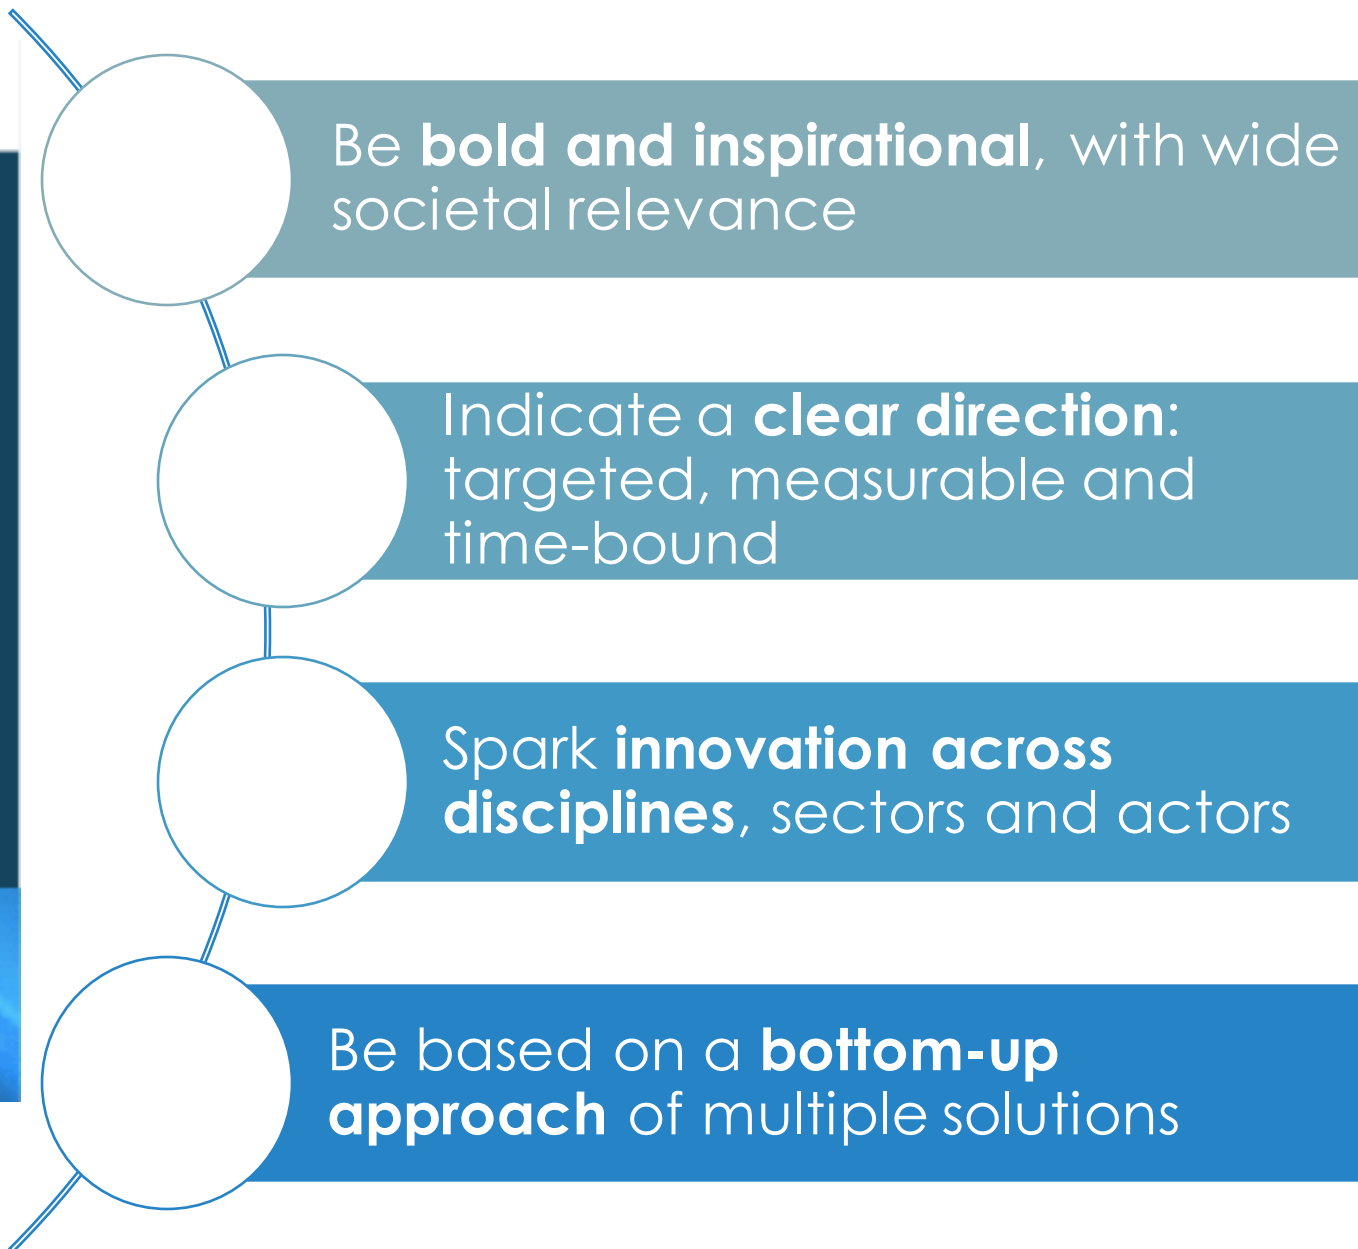 Be bold and inspirational, with wide
societal relevance
Indicate a clear direction:
targeted, measurable and
time-bound
Spark innovation across
disciplines, sectors and actors
Be based on a bottom-up
approach of multiple solutions